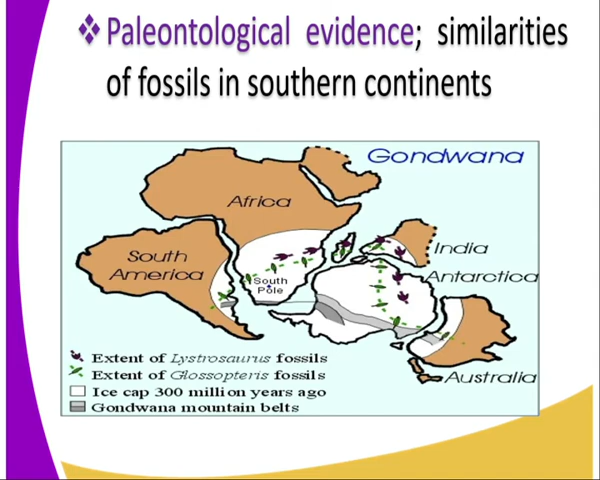 Paleontological evidence; similarities
of fossils in southern continents
Gondwana
Africa
South
America
India
South
Pole
Antarctica
Australia
Extent of Lystrosaurus fossils
Extent of Glossopteris fossils
Ice cap 300 million years ago
Gondwana mountain belts